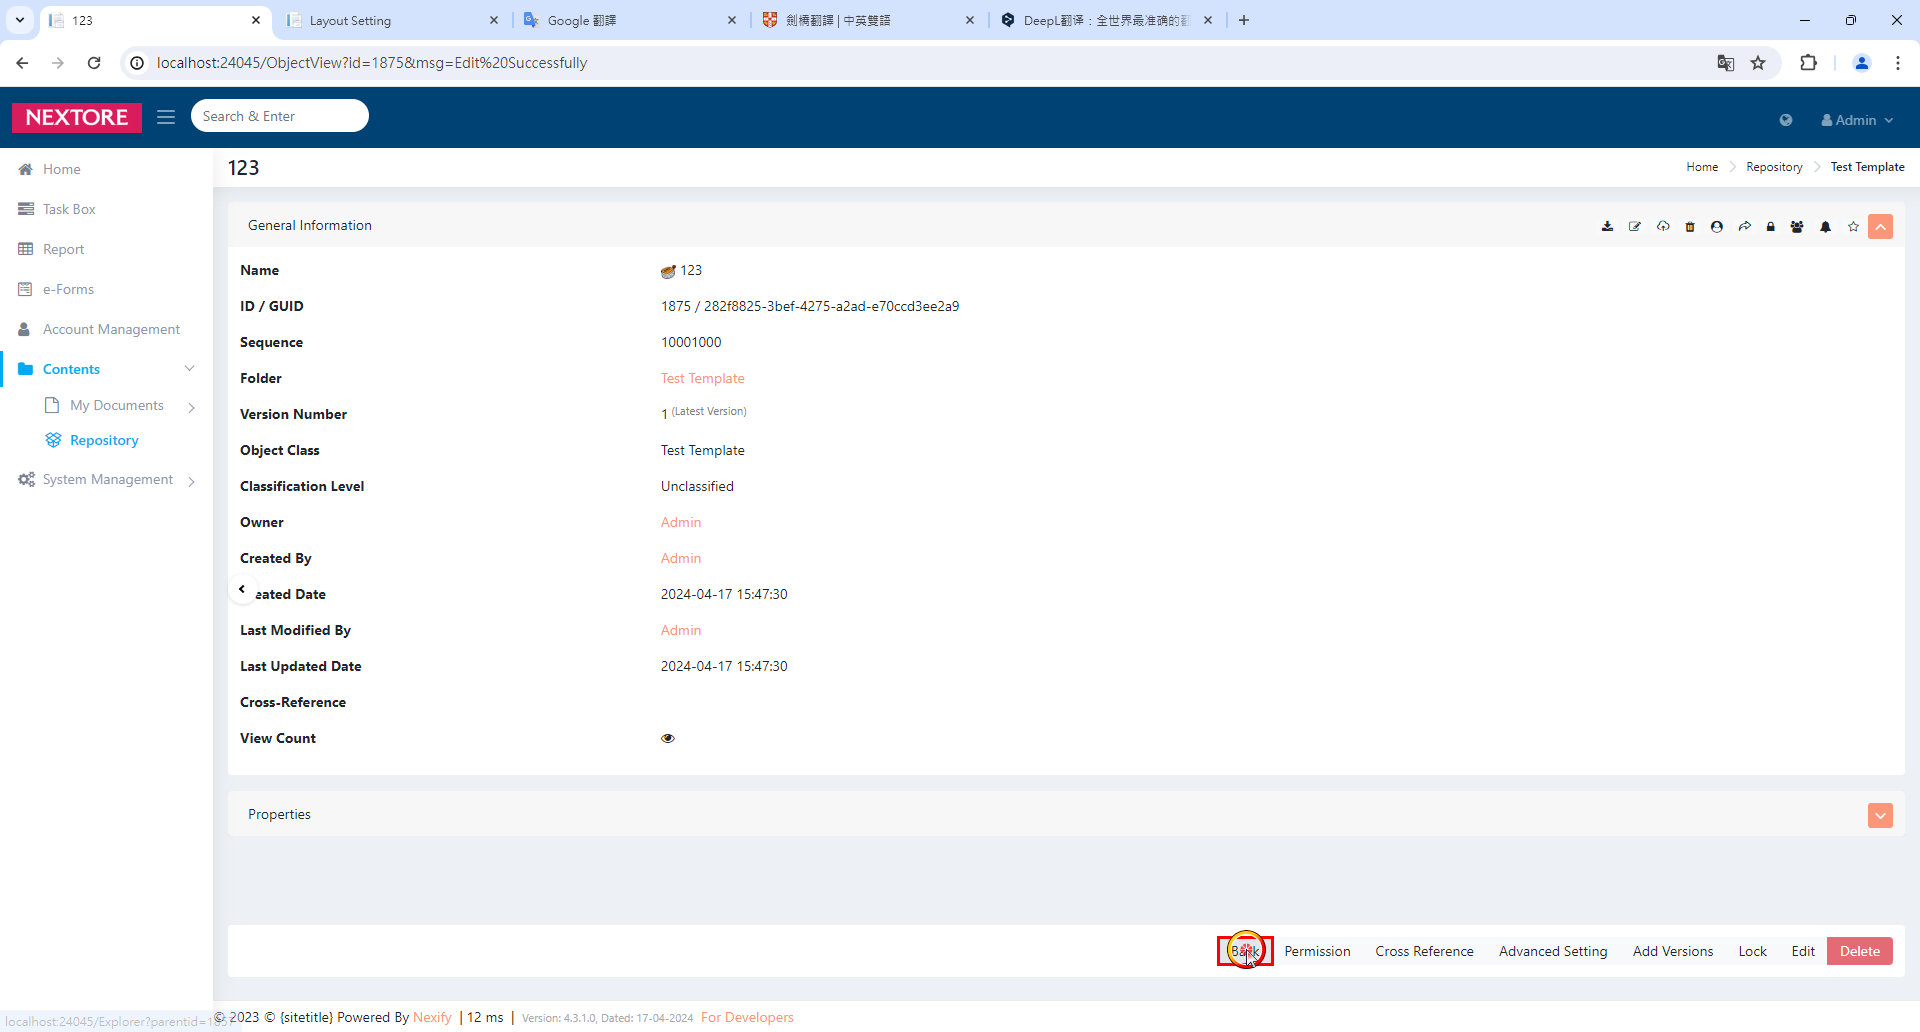 123
Layout Setting
Google 翻譯
劍橋翻譯 | 中英雙語
DeepL翻译：全世界最准确的
localhost:24045/ObjectView?id=1875&msg=Edit%20Successfully
NEXTORE
Search & Enter
Admin
Home
Task Box
Report
e-Forms
Account Management
Contents
My Documents
Repository
System Management
123
Home
Repository
Test Template
General Information
Name 123
ID / GUID 1875 / 282f8825-3bef-4275-a2ad-e70ccd3ee2a9
Sequence 10001000
Folder Test Template
Version Number 1 (Latest Version)
Object Class Test Template
Classification Level Unclassified
Owner Admin
Created By Admin
eated Date 2024-04-17 15:47:30
Last Modified By Admin
Last Updated Date 2024-04-17 15:47:30
Cross-Reference
View Count
Properties
Back Permission Cross Reference Advanced Setting Add Versions Lock Edit Delete
localhost:24045/Explorer?parentid=
© 2023 © {sitetitle} Powered By Nexify | 12 ms | Version: 4.3.1.0, Dated: 17-04-2024 For Developers